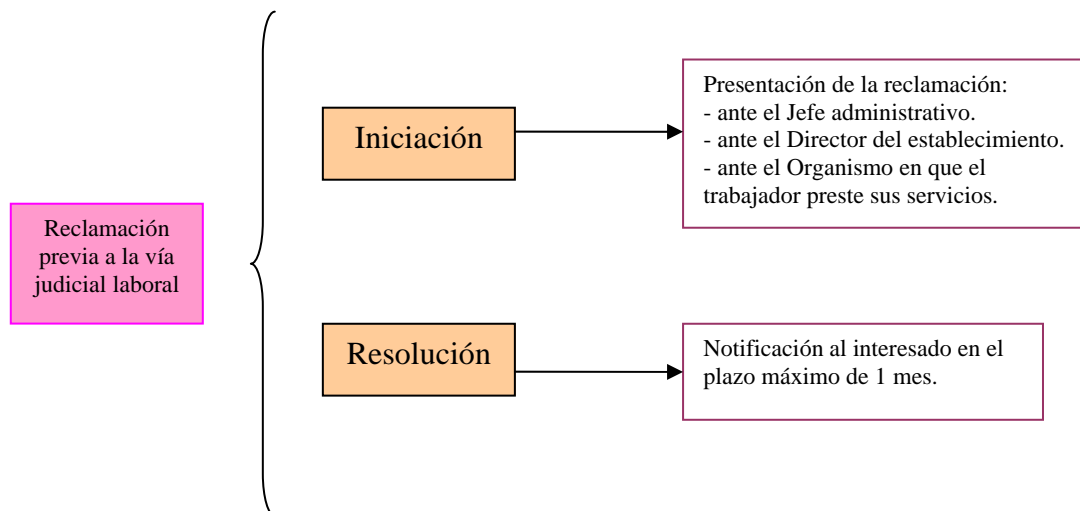 Reclamación
previa a la vía
judicial laboral
Iniciación
Presentación de la reclamación:
- ante el Jefe administrativo.
- ante el Director del establecimiento.
- ante el Organismo en que el
trabajador preste sus servicios.
Resolución
Notificación al interesado en el
plazo máximo de 1 mes.